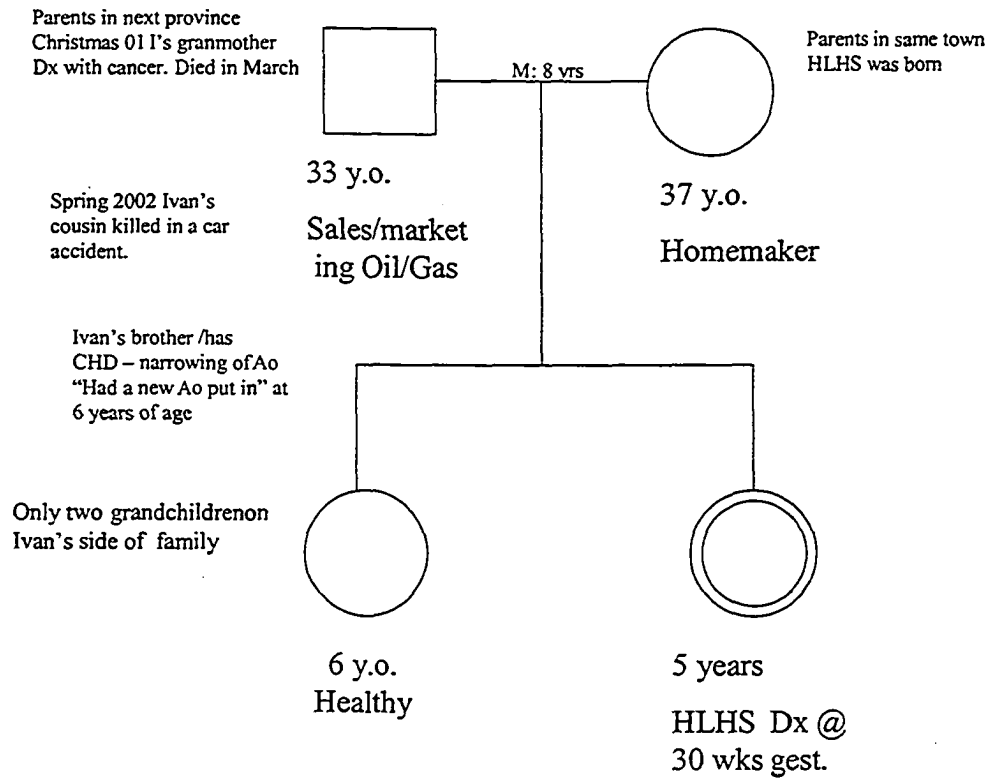 Parents in next province
Christmas 01 I's granmother
Dx with cancer. Died in March
M: 8 yrs
Parents in same town
HLHS was born
33 y.o.
Sales/market
ing Oil/Gas
37 y.o.
Homemaker
Spring 2002 Ivan's
cousin killed in a car
accident.
Ivan's brother /has
CHD – narrowing of Ao
"Had a new Ao put in" at
6 years of age
Only two grandchildrenon
Ivan's side of family
6 y.o.
Healthy
5 years
HLHS Dx @
30 wks gest.